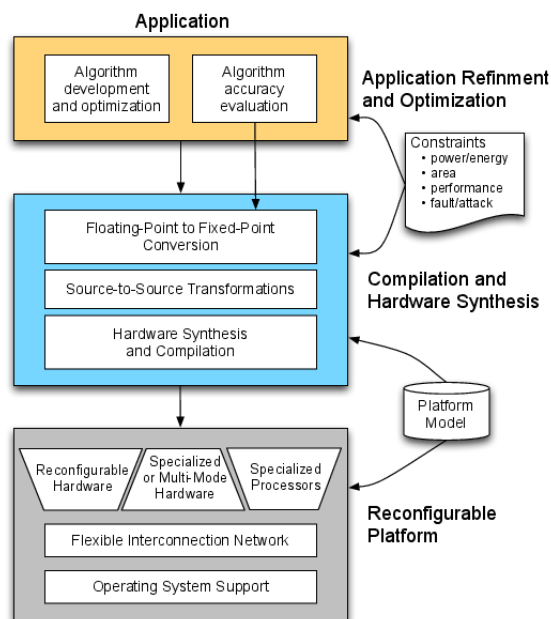 Application
Algorithm
development
and optimization
Algorithm
accuracy
evaluation
Application Refinment
and Optimization
Constraints
• power/energy
• area
• performance
• fault/attack
Floating-Point to Fixed-Point
Conversion
Source-to-Source Transformations
Hardware Synthesis
and Compilation
Compilation and
Hardware Synthesis
Platform
Model
Reconfigurable
Hardware
Specialized
or Multi-Mode
Hardware
Specialized
Processors
Flexible Interconnection Network
Operating System Support
Reconfigurable
Platform